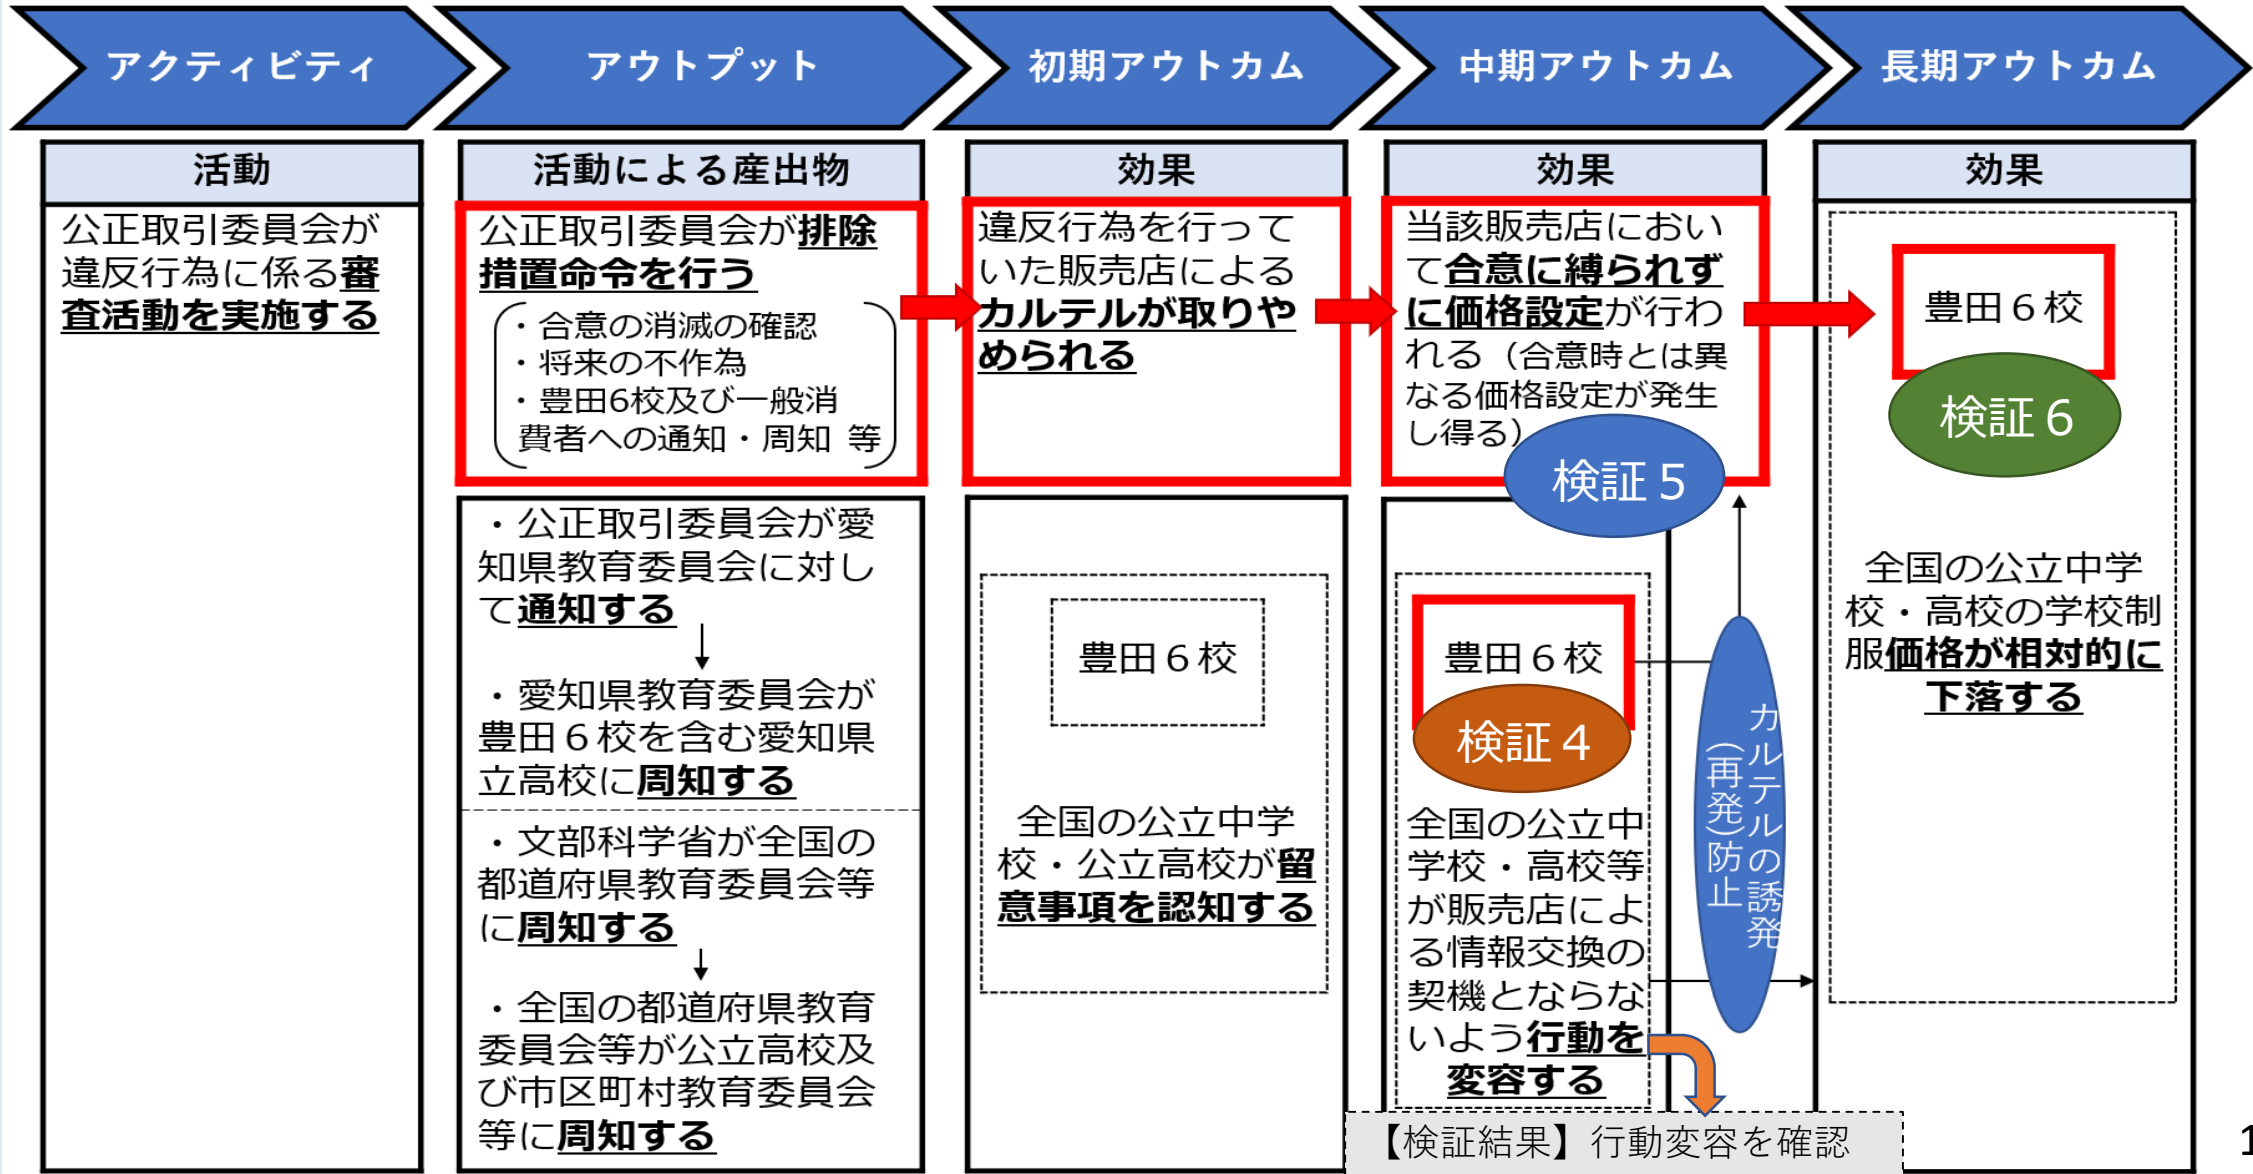 アクティビティ
アウトプット
初期アウトカム
中期アウトカム
長期アウトカム
活動
公正取引委員会が
違反行為に係る審
査活動を実施する
活動による産出物
公正取引委員会が排除
措置命令を行う
・合意の消滅の確認
・将来の不作為
・豊田6校及び一般消
費者への通知・周知 等
・公正取引委員会が愛
知県教育委員会に対し
て通知する
・愛知県教育委員会が
豊田６校を含む愛知県
立高校に周知する
・文部科学省が全国の
都道府県教育委員会等
に周知する
・全国の都道府県教育
委員会等が公立高校及
び市区町村教育委員会
等に周知する
効果
違反行為を行って
いた販売店による
カルテルが取りや
められる
豊田６校
全国の公立中学
校・公立高校が留
意事項を認知する
効果
当該販売店におい
て合意に縛られず
に価格設定が行わ
れる（合意時とは異
なる価格設定が発生
し得る）
検証５
豊田６校
検証４
全国の公立中
学校・高校等
が販売店によ
る情報交換の
契機とならな
いよう行動を
変容する
カルテルの誘発
(再発)防止
【検証結果】行動変容を確認
効果
豊田６校
検証６
全国の公立中学
校・高校の学校制
服価格が相対的に
下落する